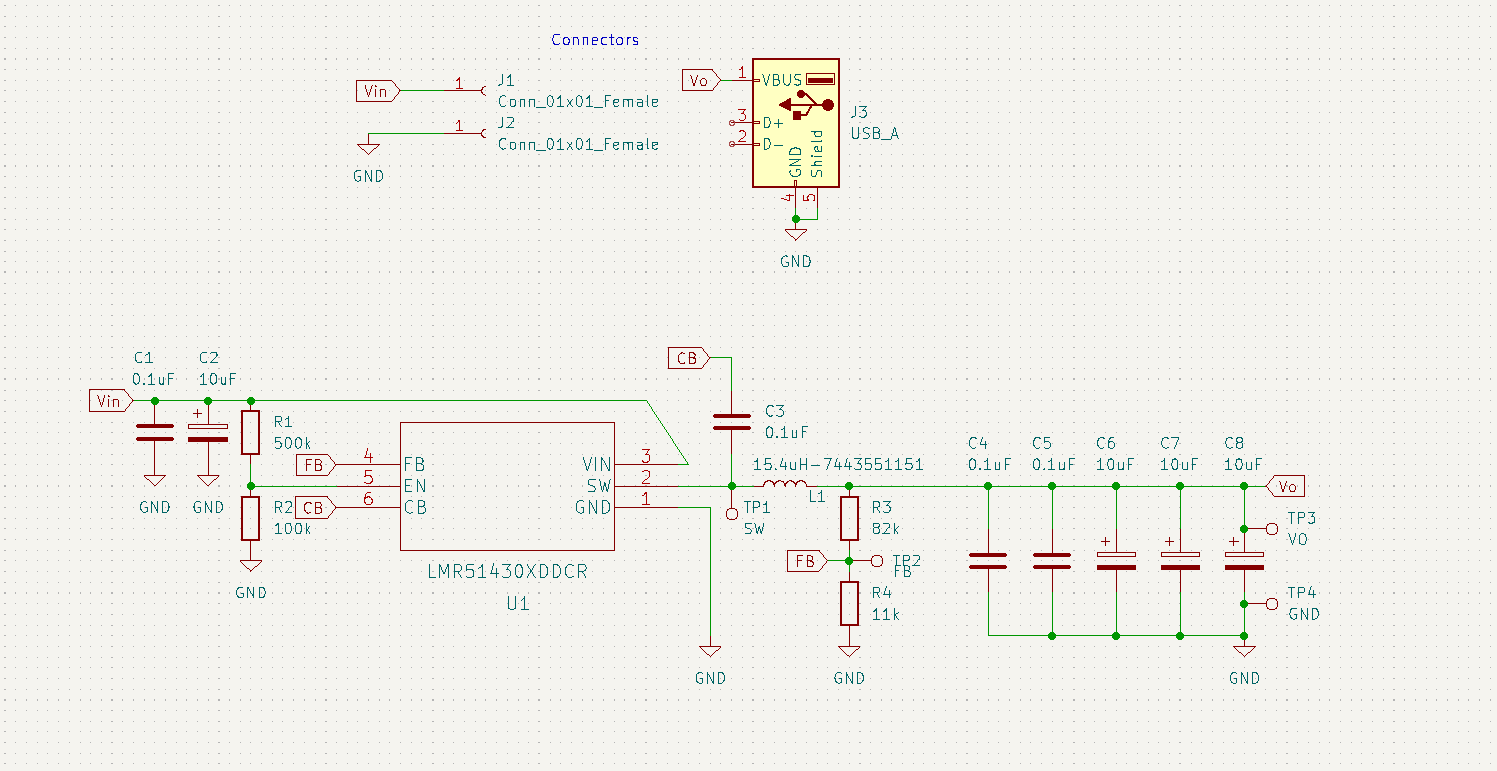 Connectors
Vin
1
J1
Conn_01x01_Female
1
J2
Conn_01x01_Female
GND
Vo
1
VBUS
3
D+
2
D-
GND
Shield
4
5
J3
USB_A
GND
CB
C3
0.1uF
C1
0.1uF
C2
10uF
Vin
+
R1
500k
GND
GND
R2
100k
GND
FB
4
FB
5
EN
CB
6
CB
VIN
3
SW
2
GND
1
LMR51430XDDCR
U1
GND
15.4uH-7443551151
L1
TP1
SW
R3
82k
FB
TP2
FB
R4
11k
GND
C4
0.1uF
C5
0.1uF
C6
10uF
C7
10uF
C8
10uF
Vo
+
+
+
TP3
VO
TP4
GND
GND